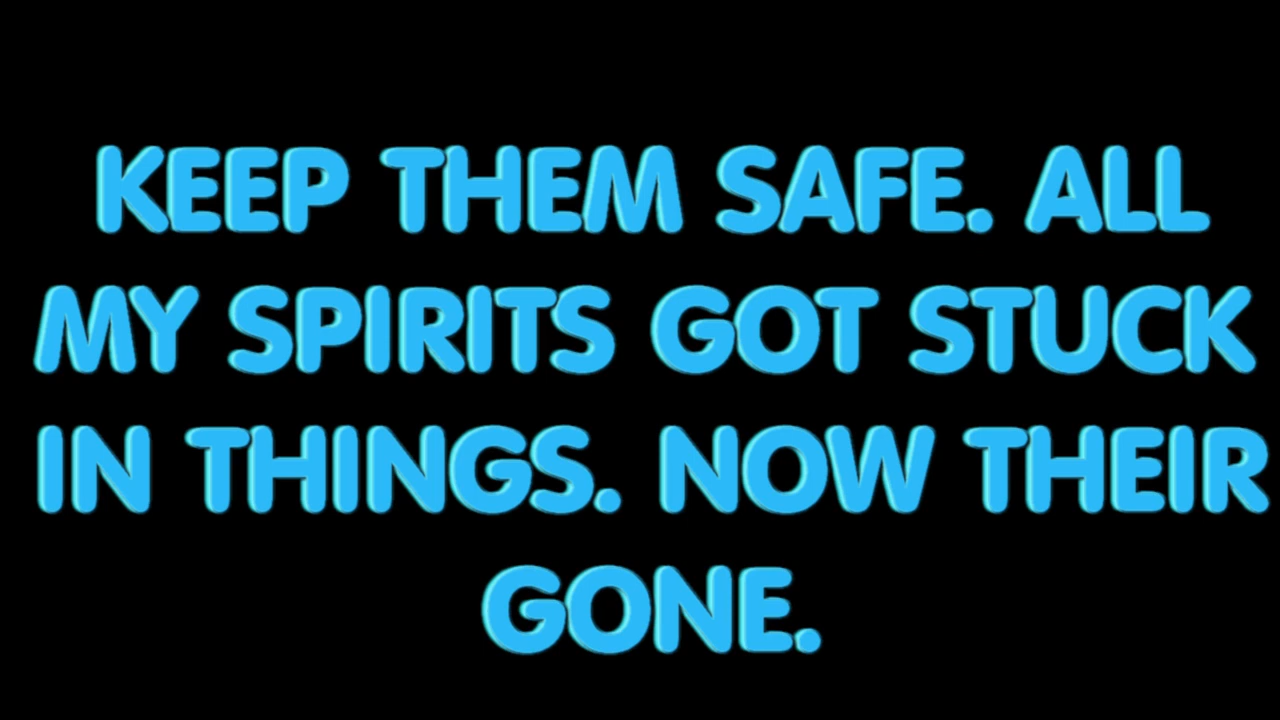 KEEP THEM SAFE. ALL
MY SPIRITS GOT STUCK
IN THINGS. NOW THEIR
GONE.